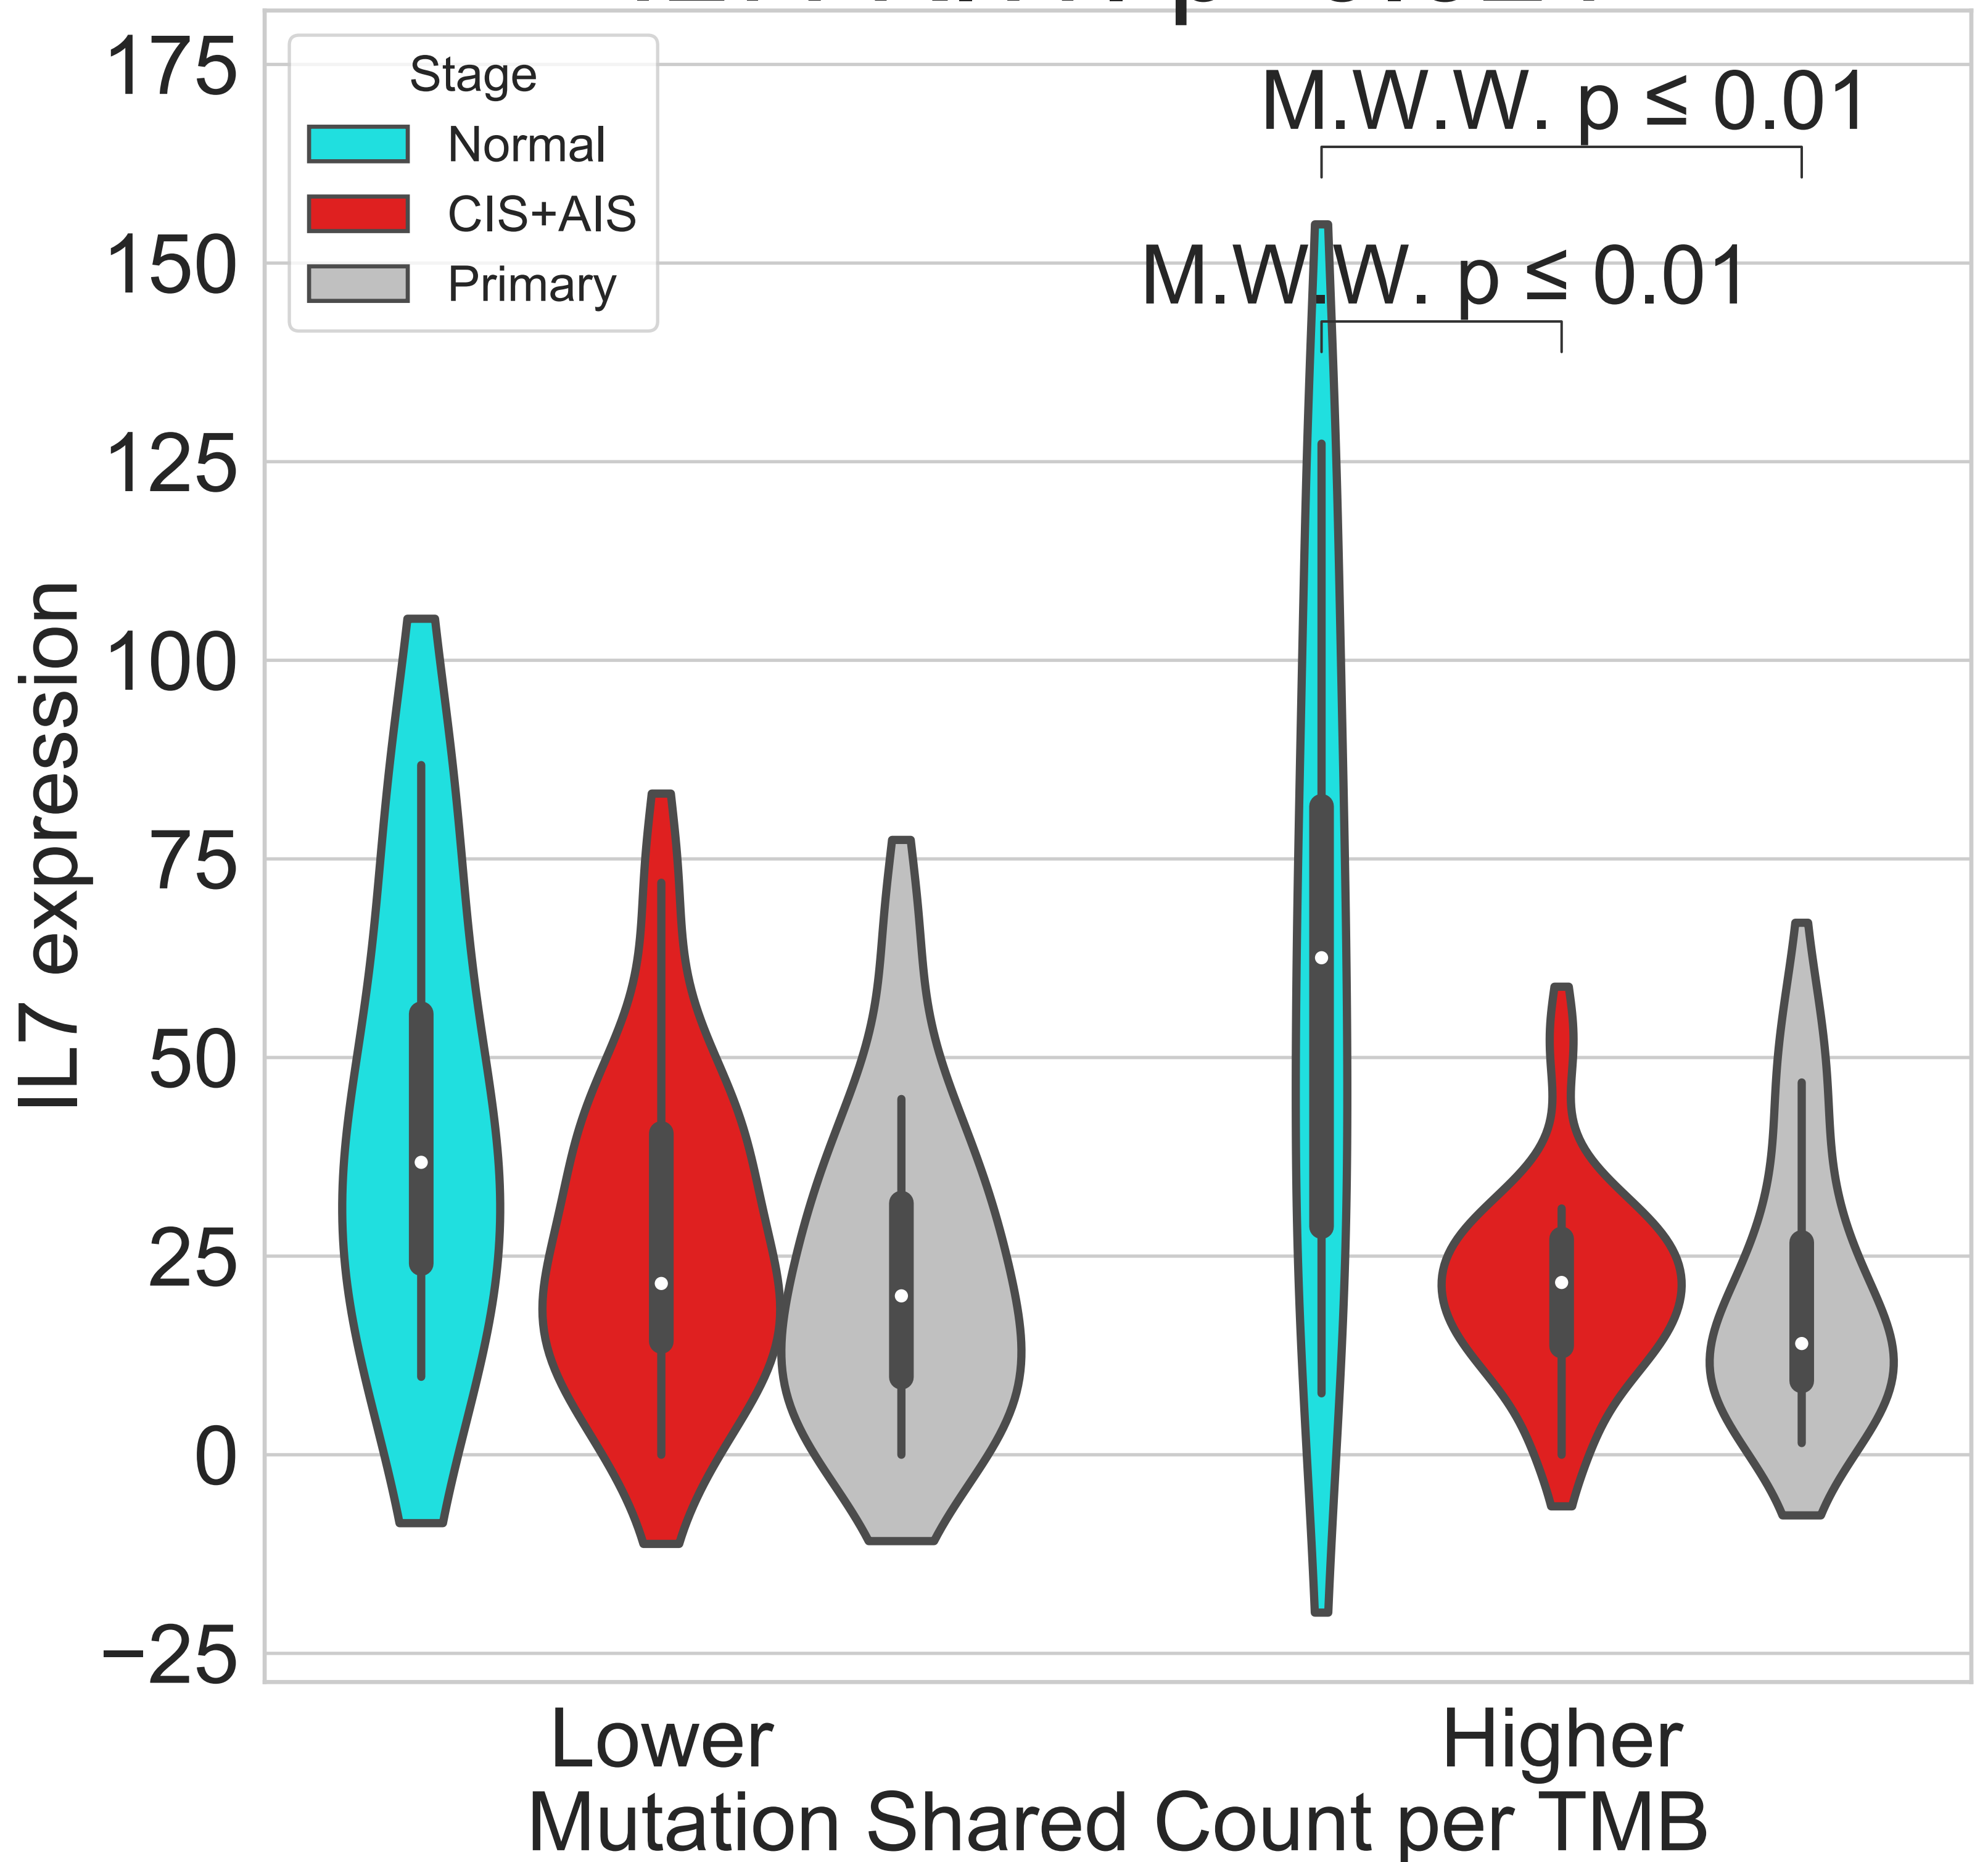 175
150
125
100
75
50
25
0
−25
IL7 expression
Stage
Normal
CIS+AIS
Primary
M.W.W. p ≤ 0.01
M.W.W. p ≤ 0.01
Lower Higher
Mutation Shared Count per TMB